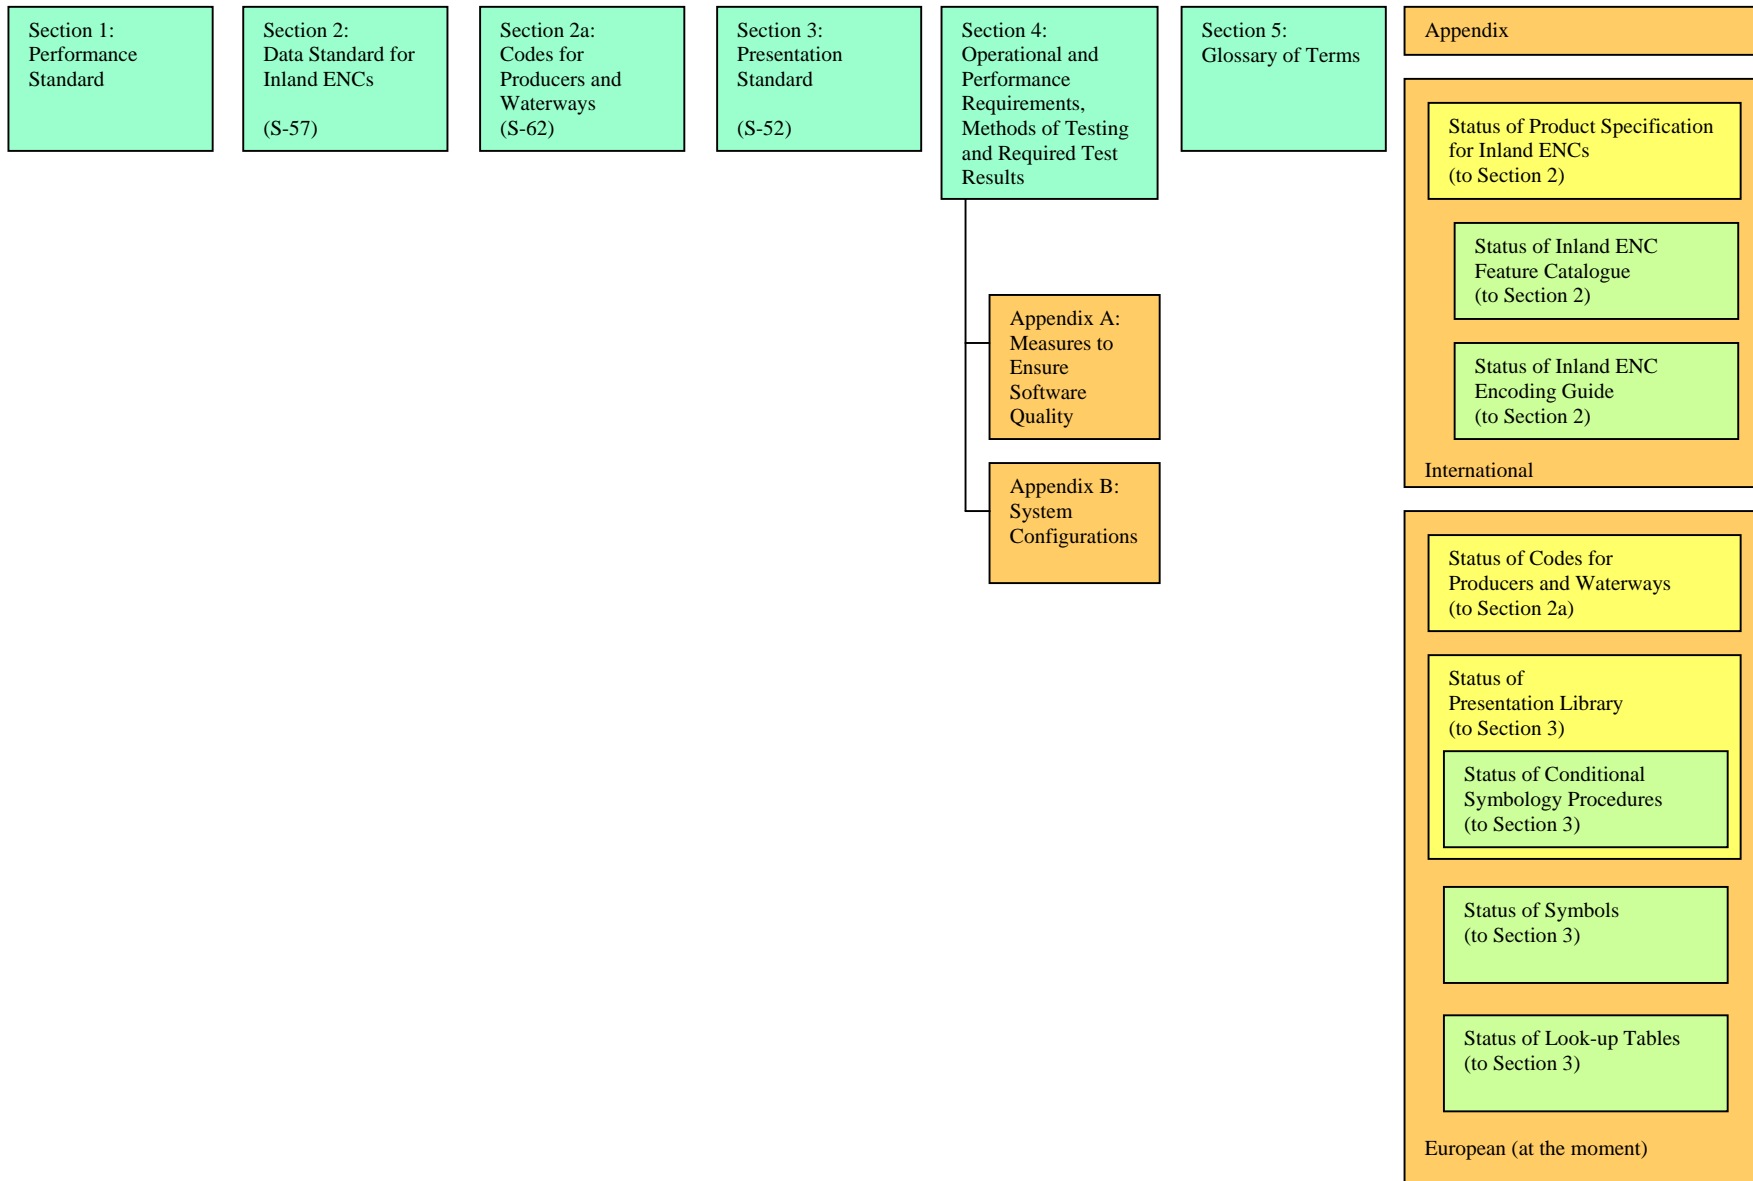 Section 1:
Performance
Standard
Section 2:
Data Standard for
Inland ENCs
(S-57)
Section 2a:
Codes for
Producers and
Waterways
(S-62)
Section 3:
Presentation
Standard
(S-52)
Section 4:
Operational and
Performance
Requirements,
Methods of Testing
and Required Test
Results
Section 5:
Glossary of Terms
Appendix A:
Measures to
Ensure
Software
Quality
Appendix B:
System
Configurations
Appendix
Status of Product Specification
for Inland ENCs
(to Section 2)
Status of Inland ENC
Feature Catalogue
(to Section 2)
Status of Inland ENC
Encoding Guide
(to Section 2)
International
Status of Codes for
Producers and Waterways
(to Section 2a)
Status of
Presentation Library
(to Section 3)
Status of Conditional
Symbology Procedures
(to Section 3)
Status of Symbols
(to Section 3)
Status of Look-up Tables
(to Section 3)
European (at the moment)